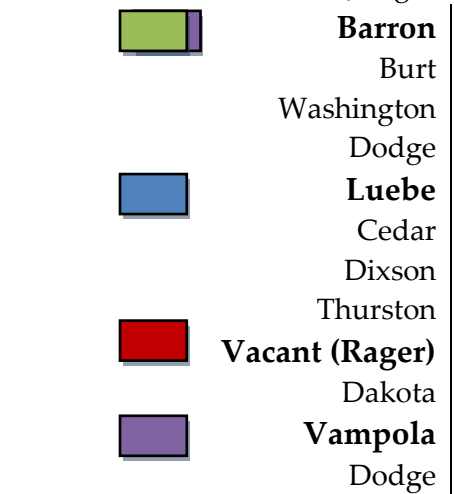 Barron
Burt
Washington
Dodge
Luebe
Cedar
Dixson
Thurston
Vacant (Rager)
Dakota
Vampola
Dodge